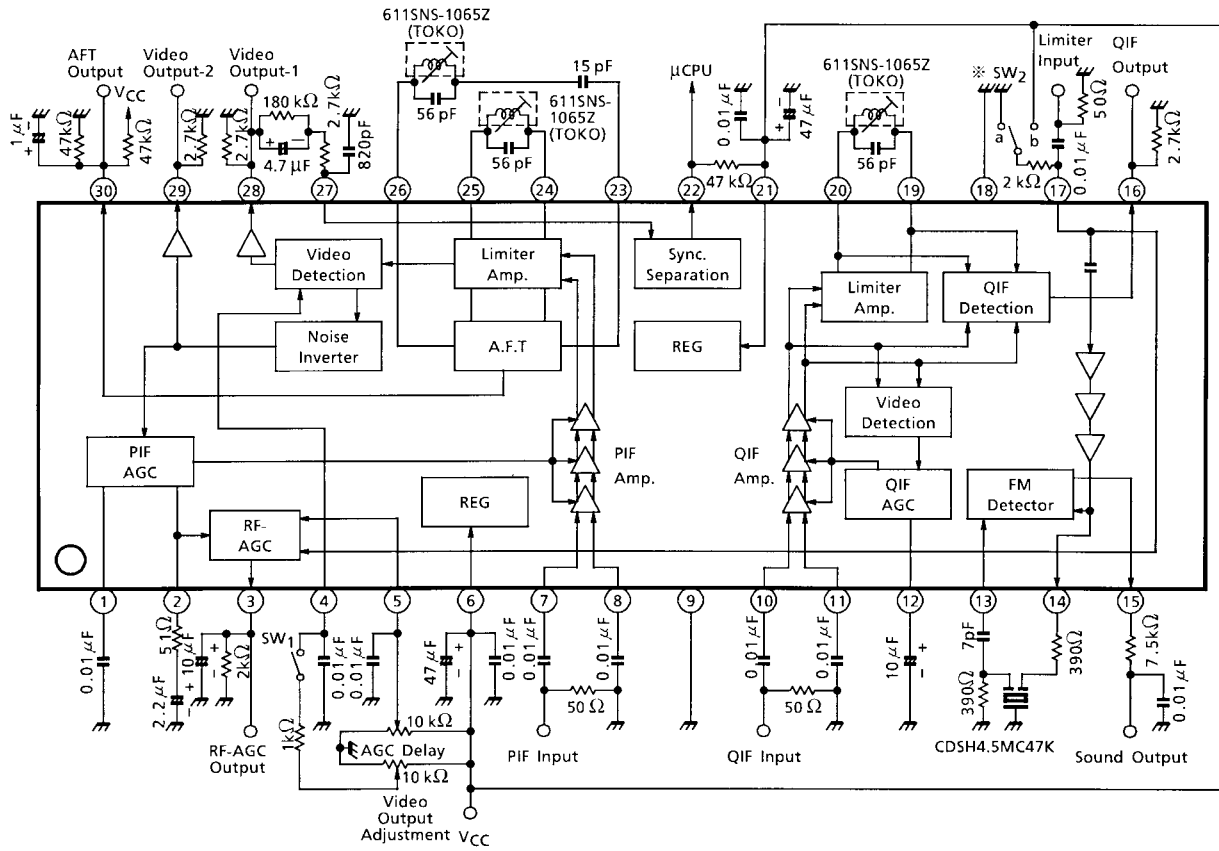 611SNS-1065Z
(TOKO)
AFT
Output
VCC
Video
Output-2
Video
Output-1
180 kΩ
4.7 μF
+
−
1 μF
−
+
47kΩ
47kΩ
2.7kΩ
2.7kΩ
2.7kΩ
820pF
56 pF
15 pF
611SNS-
1065Z
(TOKO)
56 pF
μCPU
0.01 μF
47 μF
−
+
47 kΩ
611SNS-1065Z
(TOKO)
56 pF
※ SW2
a
b
2 kΩ
Limiter
Input
50Ω
0.01 μF
QIF
Output
2.7kΩ
30
29
28
27
26
25
24
23
22
21
20
19
18
17
16
Video
Detection
Limiter
Amp.
Sync.
Separation
Limiter
Amp.
QIF
Detection
Noise
Inverter
A.F.T
REG
Video
Detection
PIF
AGC
PIF
Amp.
QIF
Amp.
REG
QIF
AGC
FM
Detector
RF-
AGC
1
2
3
4
5
6
7
8
9
10
11
12
13
14
15
0.01 μF
51Ω
2.2 μF
−
+
10 μF
−
+
2kΩ
RF-AGC
Output
SW1
1kΩ
0.01 μF
0.01 μF
10 kΩ
AGC Delay
10 kΩ
Video
Output
Adjustment
47 μF
−
+
0.01 μF
VCC
0.01 μF
0.01 μF
50 Ω
PIF Input
0.01 μF
0.01 μF
50 Ω
QIF Input
10 μF
−
+
7pF
390Ω
390Ω
CDSH4.5MC47K
7.5kΩ
0.01 μF
Sound Output